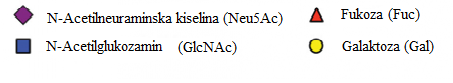 N-Acetilneuraminska kiselina (Neu5Ac)
Fukoza (Fuc)
N-Acetilglukozamin (GlcNAc)
Galaktoza (Gal)